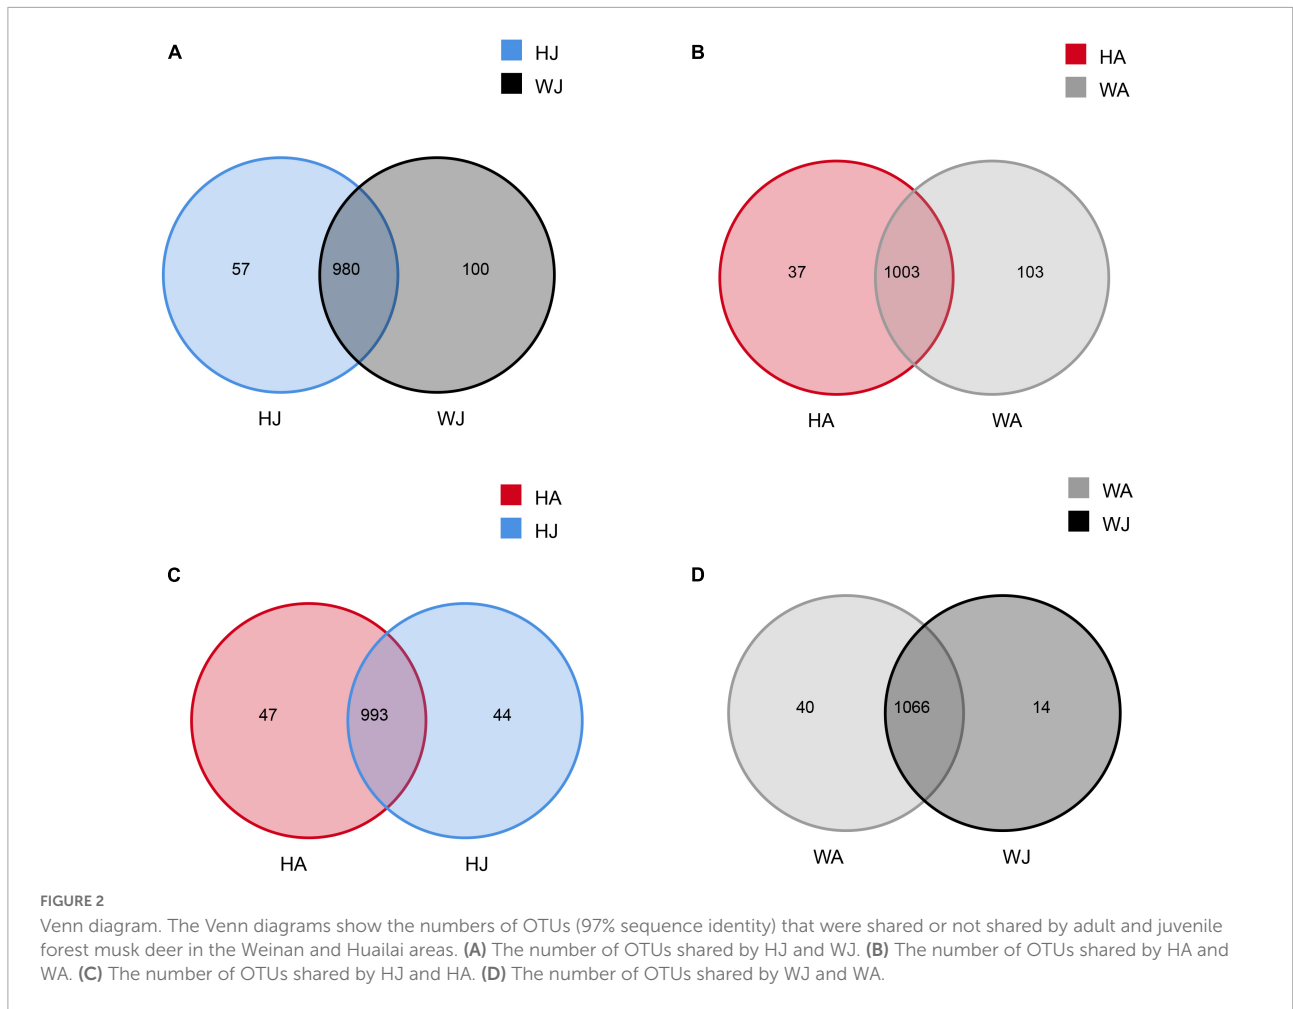 A
HJ
WJ
57
980
100
HJ
WJ
B
HA
WA
37
1003
103
HA
WA
C
HA
HJ
47
993
44
HA
HJ
D
WA
WJ
40
1066
14
WA
WJ
FIGURE 2
Venn diagram. The Venn diagrams show the numbers of OTUs (97% sequence identity) that were shared or not shared by adult and juvenile
forest musk deer in the Weinan and Huailai areas. (A) The number of OTUs shared by HJ and WJ. (B) The number of OTUs shared by HA and
WA. (C) The number of OTUs shared by HJ and HA. (D) The number of OTUs shared by WJ and WA.